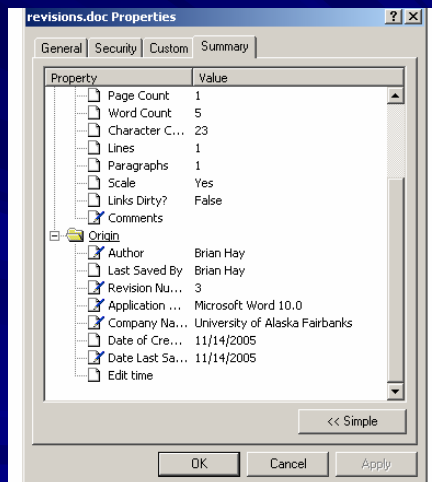 revisions.doc Properties
General Security Custom Summary
Property Value
Page Count 1
Word Count 5
Character C... 23
Lines 1
Paragraphs 1
Scale Yes
Links Dirty? False
Comments
Origin
Author Brian Hay
Last Saved By Brian Hay
Revision Nu... 3
Application ... Microsoft Word 10.0
Company Na... University of Alaska Fairbanks
Date of Cre... 11/14/2005
Date Last Sa... 11/14/2005
Edit time
<< Simple
OK Cancel Apply